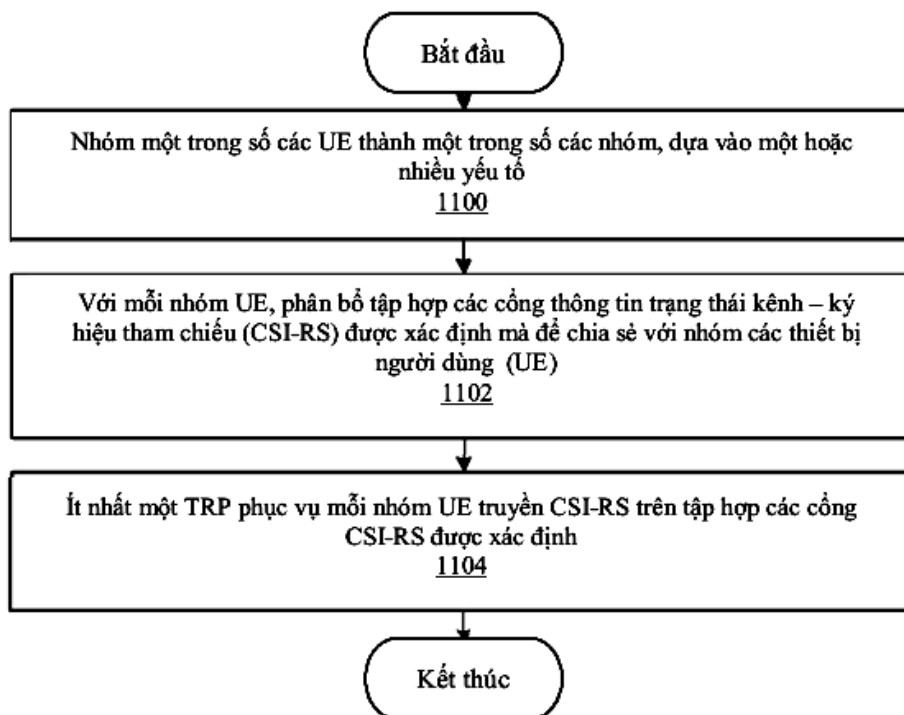 Bắt đầu
Nhóm một trong số các UE thành một trong số các nhóm, dựa vào một hoặc
nhiều yếu tố
1100
Với mỗi nhóm UE, phân bổ tập hợp các cổng thông tin trạng thái kênh – ký
hiệu tham chiếu (CSI-RS) được xác định mà để chia sẻ với nhóm các thiết bị
người dùng (UE)
1102
Ít nhất một TRP phục vụ mỗi nhóm UE truyền CSI-RS trên tập hợp các cổng
CSI-RS được xác định
1104
Kết thúc